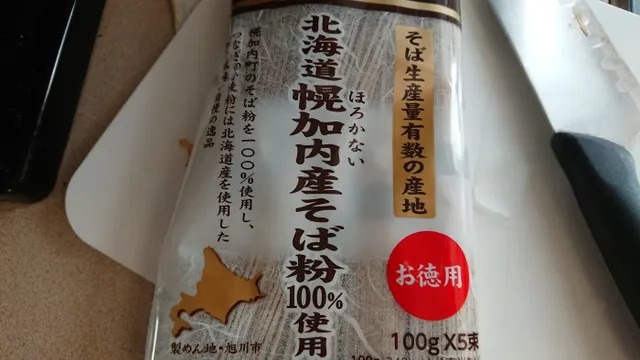 そば生産量有数の産地
ほろかない
北海道幌加内産そば粉100%使用
幌加内町のそば粉を一〇〇%使用し、
つなぎの小麦粉には北海道産を使用した
の逸品
お徳用
100g X5束
製めん地・旭川市